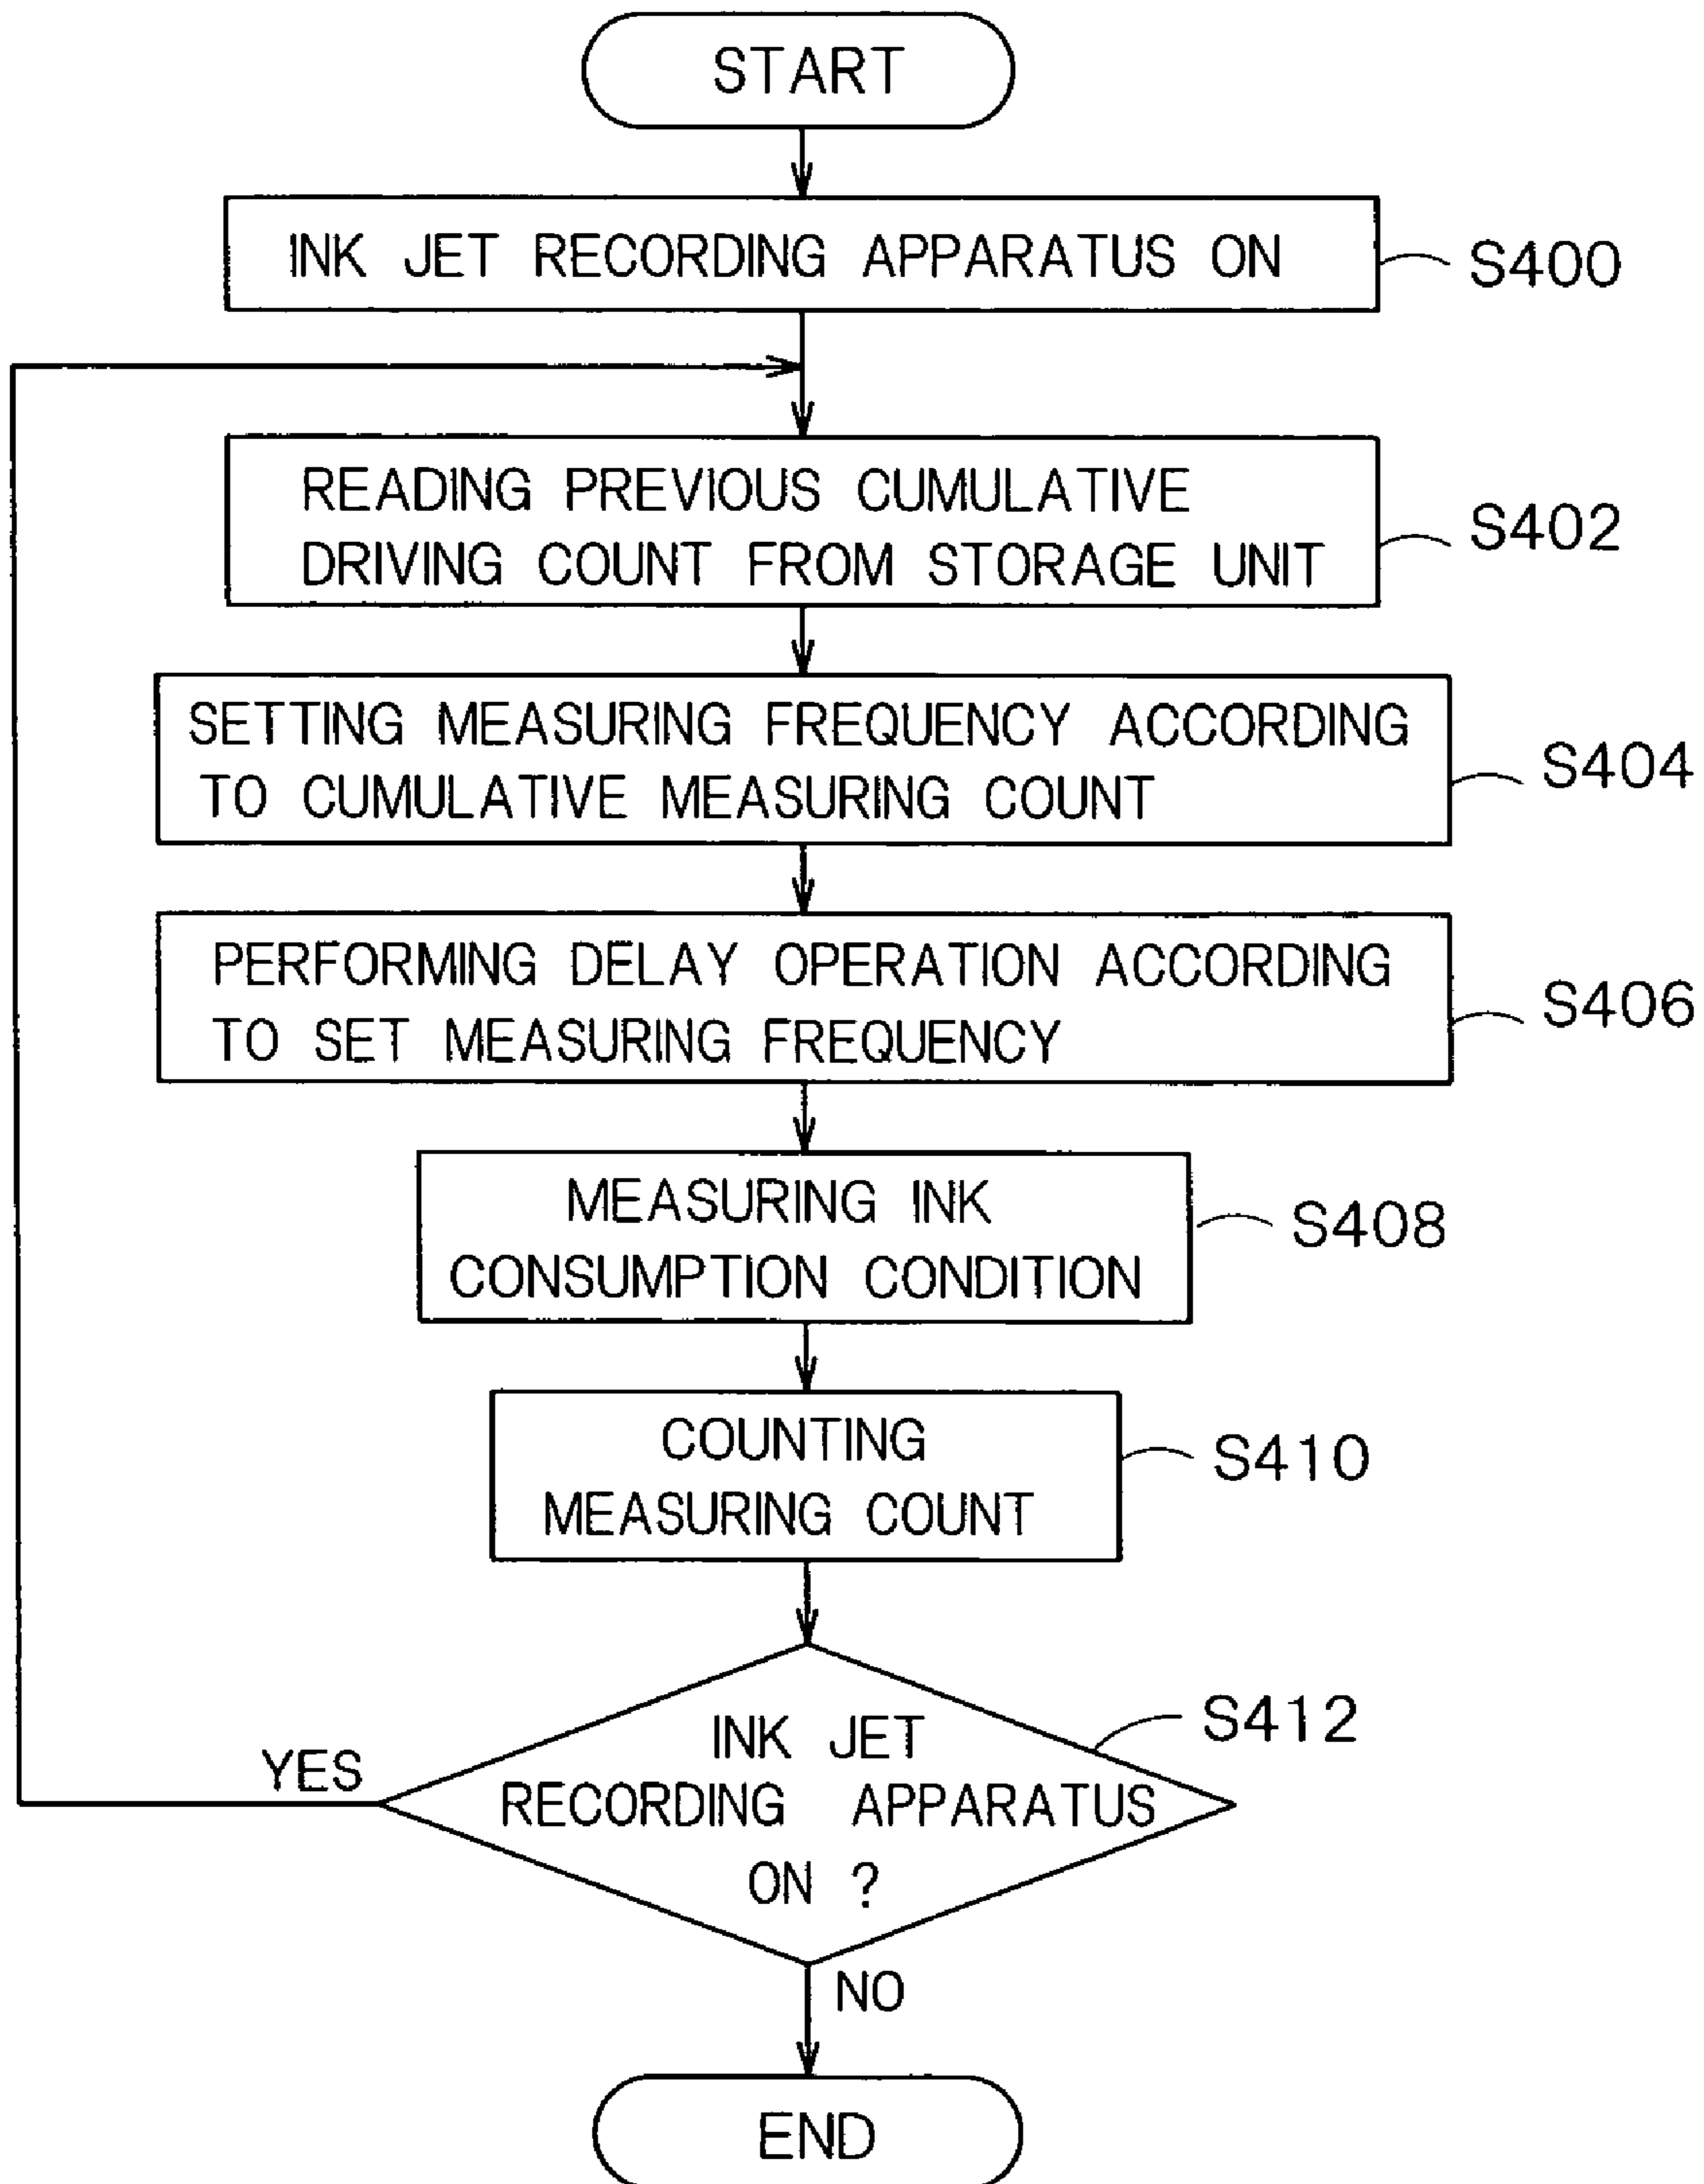 START
INK JET RECORDING APPARATUS ON
S400
READING PREVIOUS CUMULATIVE
DRIVING COUNT FROM STORAGE UNIT
S402
SETTING MEASURING FREQUENCY ACCORDING
TO CUMULATIVE MEASURING COUNT
S404
PERFORMING DELAY OPERATION ACCORDING
TO SET MEASURING FREQUENCY
S406
MEASURING INK
CONSUMPTION CONDITION
S408
COUNTING
MEASURING COUNT
S410
INK JET
RECORDING APPARATUS
ON ?
S412
YES
NO
END